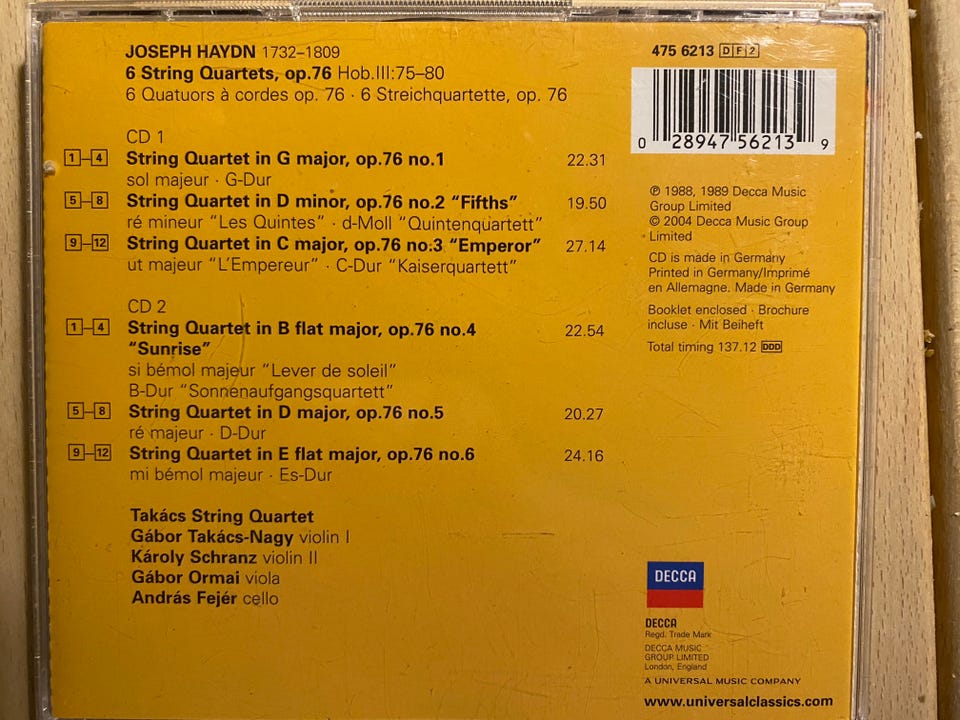 JOSEPH HAYDN 1732–1809
6 String Quartets, op.76 Hob.III:75–80
6 Quatuors à cordes op. 76 · 6 Streichquartette, op. 76
CD 1
1–4 String Quartet in G major, op.76 no.1 22.31
sol majeur · G-Dur
5–8 String Quartet in D minor, op.76 no.2 “Fifths” 19.50
ré mineur “Les Quintes” · d-Moll “Quintenquartett”
9–12 String Quartet in C major, op.76 no.3 “Emperor” 27.14
ut majeur “L’Empereur” · C-Dur “Kaiserquartett”
CD 2
1–4 String Quartet in B flat major, op.76 no.4 22.54
“Sunrise”
si bémol majeur “Lever de soleil”
B-Dur “Sonnenaufgangsquartett”
5–8 String Quartet in D major, op.76 no.5 20.27
ré majeur · D-Dur
9–12 String Quartet in E flat major, op.76 no.6 24.16
mi bémol majeur · Es-Dur
Takács String Quartet
Gábor Takács-Nagy violin I
Károly Schranz violin II
Gábor Ormai viola
András Fejér cello
475 6213 D F 2
0 28947 56213 9
℗ 1988, 1989 Decca Music
Group Limited
© 2004 Decca Music Group
Limited
CD is made in Germany
Printed in Germany/Imprimé
en Allemagne. Made in Germany
Booklet enclosed · Brochure
incluse · Mit Beiheft
Total timing 137.12 DDD
DECCA
DECCA
Regd. Trade Mark
DECCA MUSIC
GROUP LIMITED
London, England
A UNIVERSAL MUSIC COMPANY
www.universalclassics.com